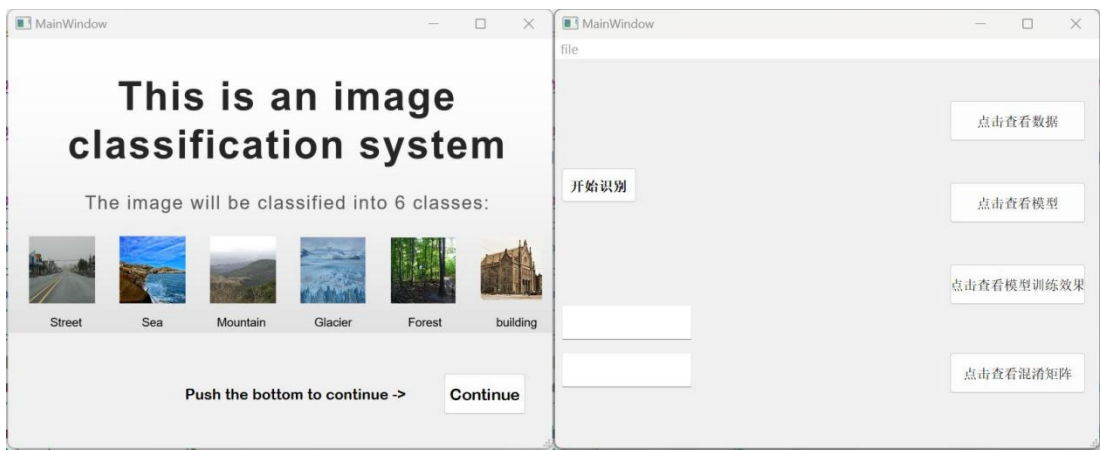 MainWindow
This is an image
classification system
The image will be classified into 6 classes:
Street Sea Mountain Glacier Forest building
Push the bottom to continue -> Continue
MainWindow
file
点击查看数据
开始识别
点击查看模型
点击查看模型训练效果
点击查看混淆矩阵